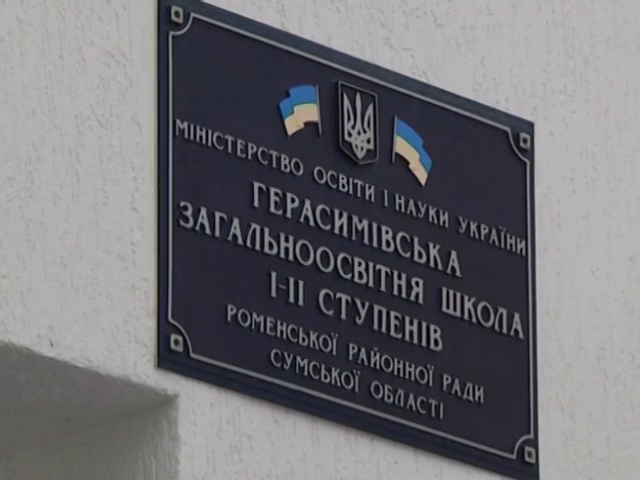 МІНІСТЕРСТВО ОСВІТИ І НАУКИ УКРАЇНИ
ГЕРАСИМІВСЬКА
ЗАГАЛЬНООСВІТНЯ ШКОЛА
І-ІІ СТУПЕНІВ
РОМЕНСЬКОЇ РАЙОННОЇ РАДИ
СУМСЬКОЇ ОБЛАСТІ